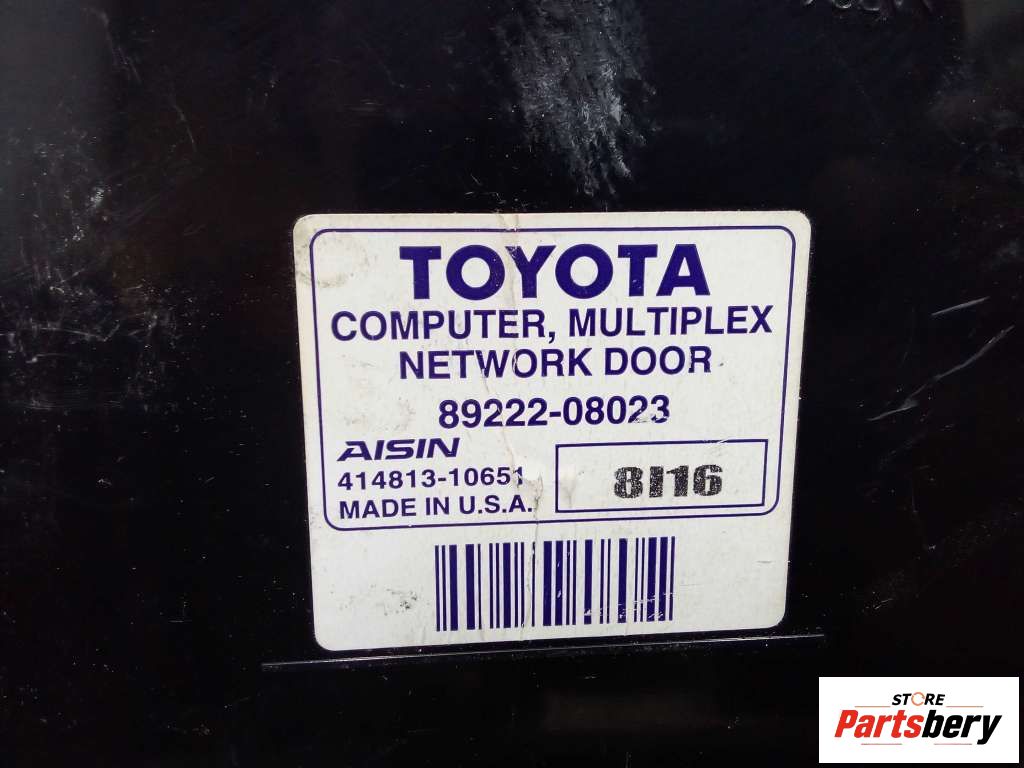 TOYOTA
COMPUTER, MULTIPLEX
NETWORK DOOR
89222-08023
AISIN
414813-10651
MADE IN U.S.A.
8I16
STORE
Partsbery